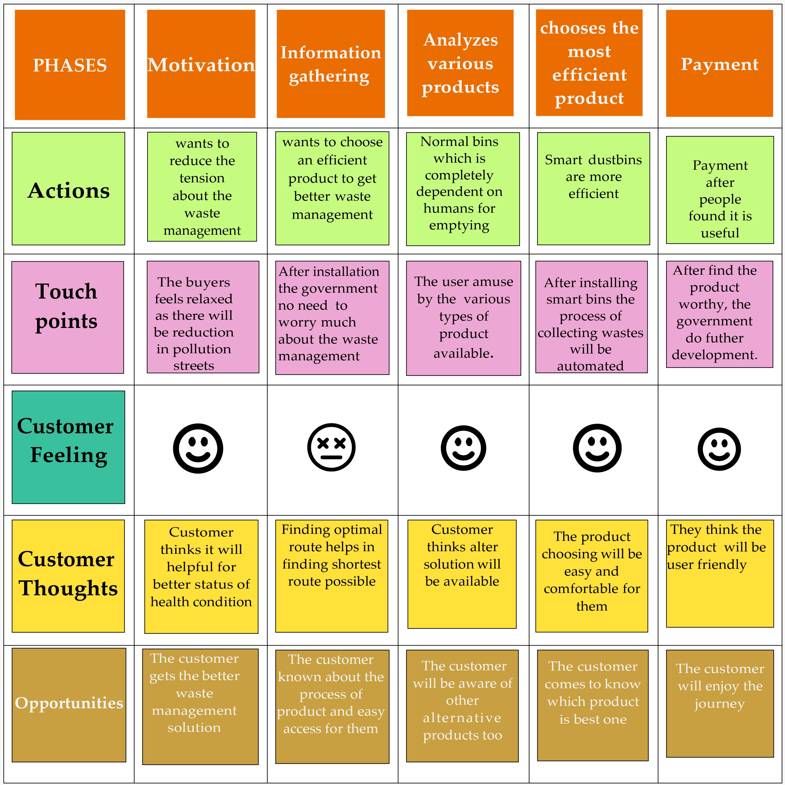 PHASES
Motivation
Information
gathering
Analyzes
various
products
chooses the
most
efficient
product
Payment
Actions
wants to
reduce the
tension
about the
waste
management
wants to choose
an efficient
product to get
better waste
management
Normal bins
which is
completely
dependent on
humans for
emptying
Smart dustbins
are more
efficient
Payment
after
people
found it is
useful
Touch
points
The buyers
feels relaxed
as there will
be reduction
in pollution
streets
After installation
the government
no need to
worry much
about the waste
management
The user amuse
by the various
types of
product
available.
After installing
smart bins the
process of
collecting wastes
will be
automated
After find the
product
worthy, the
government
do futher
development.
Customer
Feeling
Customer
Thoughts
Customer
thinks it will
helpful for
better status of
health condition
Finding optimal
route helps in
finding shortest
route possible
Customer
thinks alter
solution will
be available
The product
choosing will be
easy and
comfortable for
them
They think the
product will be
user friendly
Opportunities
The customer
gets the better
waste
management
solution
The customer
known about the
process of
product and easy
access for them
The customer
will be aware of
other
alternative
products too
The customer
comes to know
which product
is best one
The customer
will enjoy the
journey